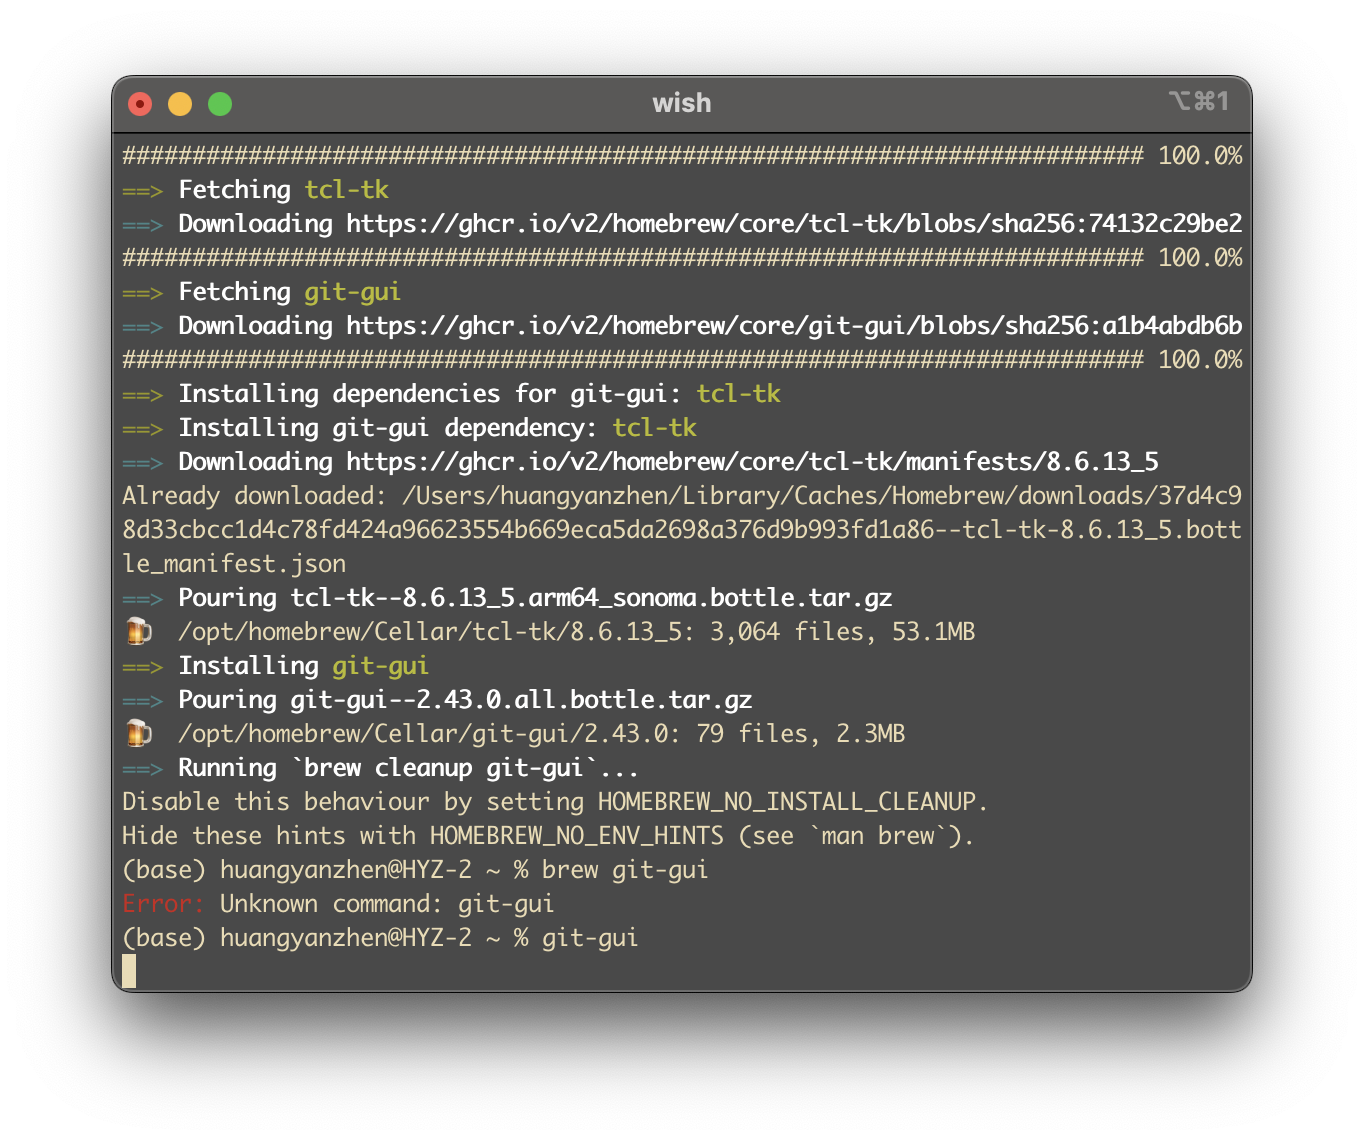 wish
⌥⌘1
######################################################################### 100.0%
==> Fetching tcl-tk
==> Downloading https://ghcr.io/v2/homebrew/core/tcl-tk/blobs/sha256:74132c29be2
######################################################################### 100.0%
==> Fetching git-gui
==> Downloading https://ghcr.io/v2/homebrew/core/git-gui/blobs/sha256:a1b4abdb6b
######################################################################### 100.0%
==> Installing dependencies for git-gui: tcl-tk
==> Installing git-gui dependency: tcl-tk
==> Downloading https://ghcr.io/v2/homebrew/core/tcl-tk/manifests/8.6.13_5
Already downloaded: /Users/huangyanzhen/Library/Caches/Homebrew/downloads/37d4c9
8d33cbcc1d4c78fd424a96623554b669eca5da2698a376d9b993fd1a86--tcl-tk-8.6.13_5.bott
le_manifest.json
==> Pouring tcl-tk--8.6.13_5.arm64_sonoma.bottle.tar.gz
🍺  /opt/homebrew/Cellar/tcl-tk/8.6.13_5: 3,064 files, 53.1MB
==> Installing git-gui
==> Pouring git-gui--2.43.0.all.bottle.tar.gz
🍺  /opt/homebrew/Cellar/git-gui/2.43.0: 79 files, 2.3MB
==> Running `brew cleanup git-gui`...
Disable this behaviour by setting HOMEBREW_NO_INSTALL_CLEANUP.
Hide these hints with HOMEBREW_NO_ENV_HINTS (see `man brew`).
(base) huangyanzhen@HYZ-2 ~ % brew git-gui
Error: Unknown command: git-gui
(base) huangyanzhen@HYZ-2 ~ % git-gui